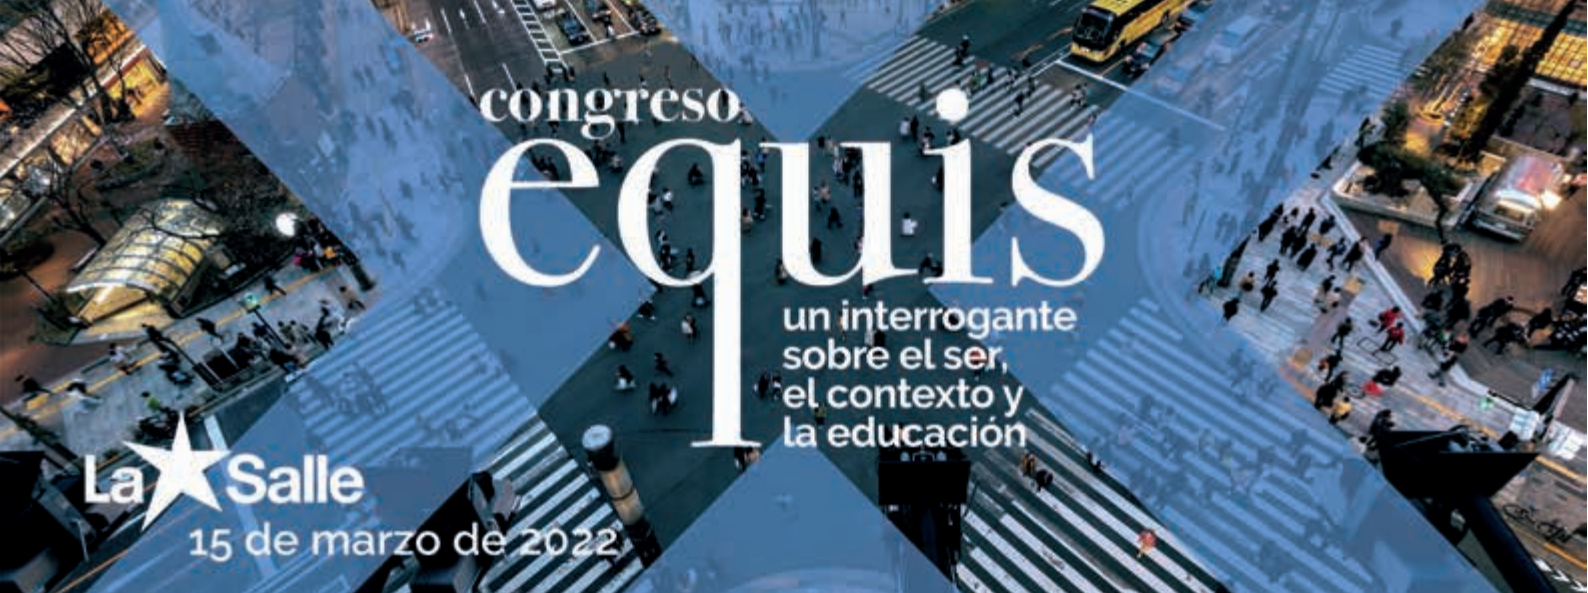 congreso
equis
un interrogante
sobre el ser,
el contexto y
la educación
La Salle
15 de marzo de 2022